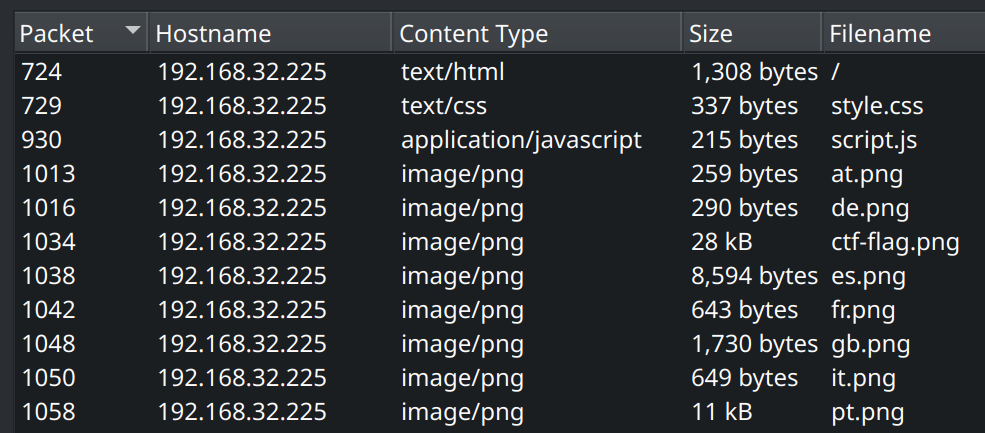 Packet Hostname Content Type Size Filename
724 192.168.32.225 text/html 1,308 bytes /
729 192.168.32.225 text/css 337 bytes style.css
930 192.168.32.225 application/javascript 215 bytes script.js
1013 192.168.32.225 image/png 259 bytes at.png
1016 192.168.32.225 image/png 290 bytes de.png
1034 192.168.32.225 image/png 28 kB ctf-flag.png
1038 192.168.32.225 image/png 8,594 bytes es.png
1042 192.168.32.225 image/png 643 bytes fr.png
1048 192.168.32.225 image/png 1,730 bytes gb.png
1050 192.168.32.225 image/png 649 bytes it.png
1058 192.168.32.225 image/png 11 kB pt.png